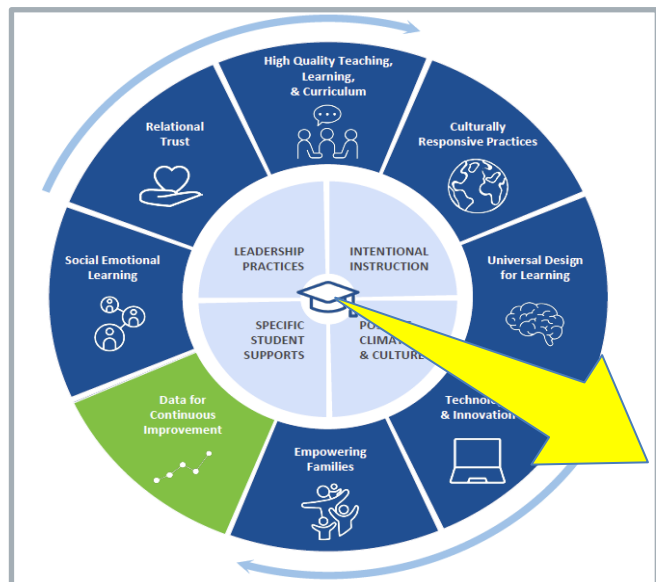 High Quality Teaching,
Learning,
& Curriculum
Culturally
Responsive Practices
Universal Design
for Learning
& Innovation
Empowering
Families
Data for
Continuous
Improvement
Social Emotional
Learning
Relational
Trust
LEADERSHIP
PRACTICES
INTENTIONAL
INSTRUCTION
SPECIFIC
STUDENT
SUPPORTS
& CULTURE